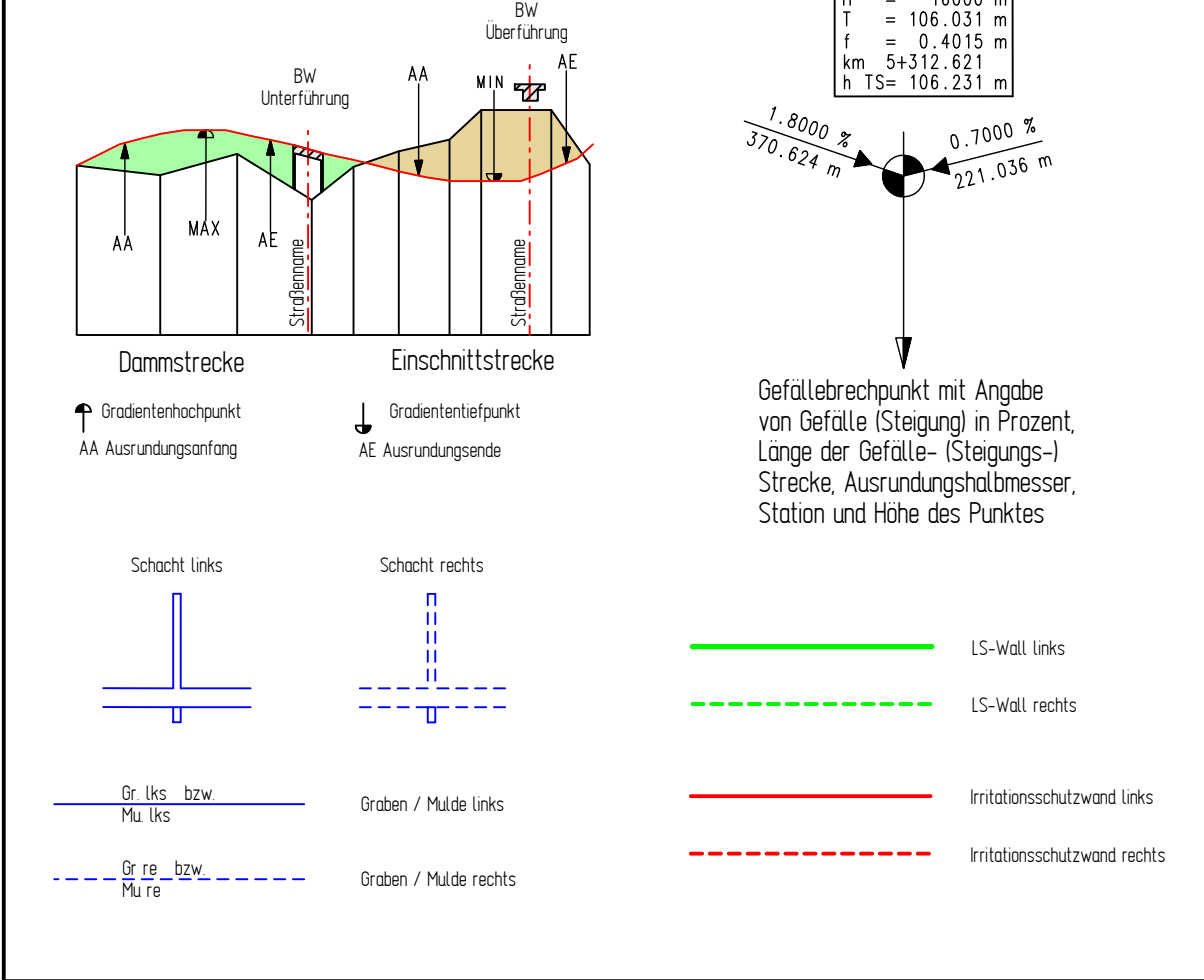 BW
Überführung
BW
Unterführung
AA
MIN
AE
AA
MAX
AE
Straßenname
Straßenname
Dammstrecke
Einschnittstrecke
Gradientenhochpunkt
Gradiententiefpunkt
AA Ausrundungsanfang
AE Ausrundungsende
T = 106.031 m
f = 0.4015 m
km 5+312.621
h TS= 106.231 m
1.8000 %
370.624 m
0.7000 %
221.036 m
Gefällebrechpunkt mit Angabe
von Gefälle (Steigung) in Prozent,
Länge der Gefälle- (Steigungs-)
Strecke, Ausrundungshalbmesser,
Station und Höhe des Punktes
Schacht links
Schacht rechts
LS-Wall links
LS-Wall rechts
Gr. lks bzw.
Mu. lks
Graben / Mulde links
Irritationsschutzwand links
Gr re bzw.
Mu re
Graben / Mulde rechts
Irritationsschutzwand rechts